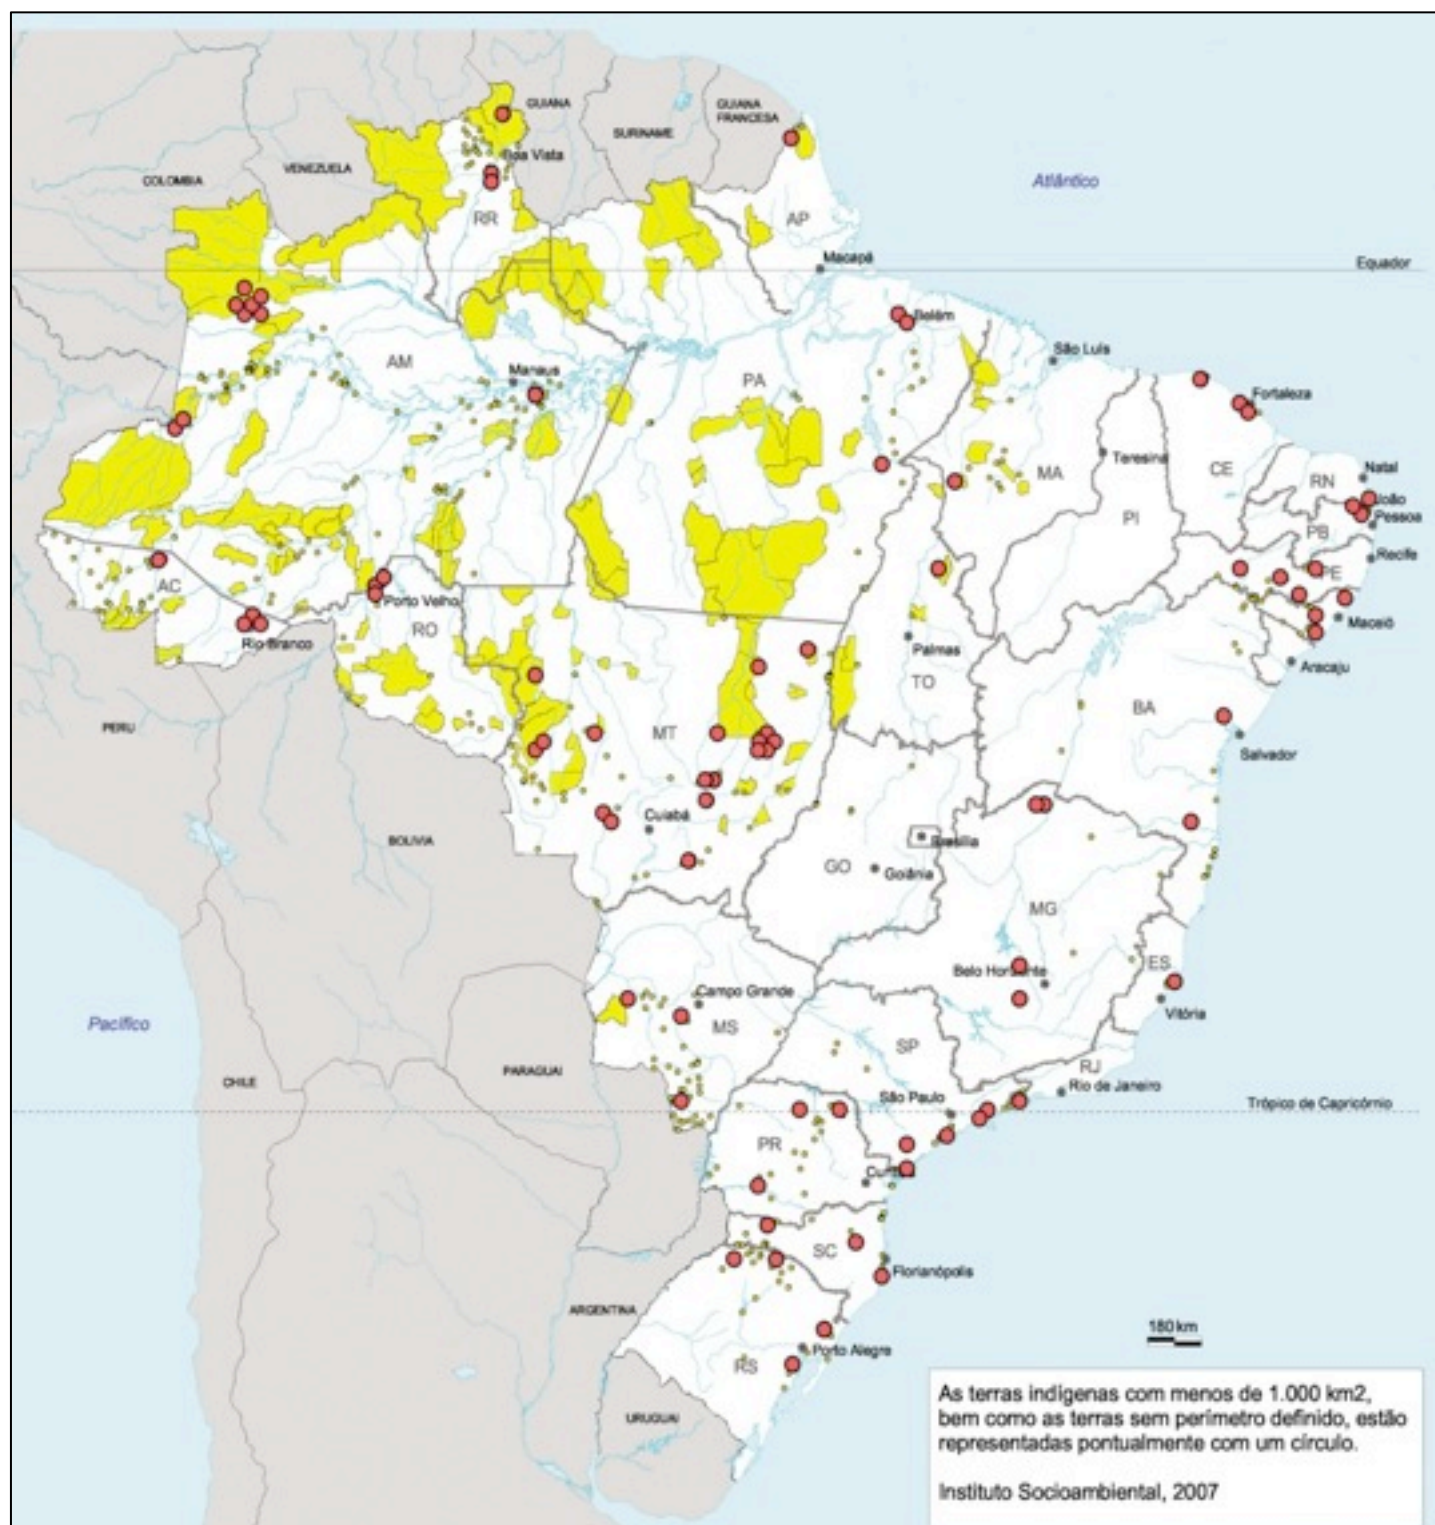 GUIANA
GUIANA
FRANCESA
SURINAME
Boa Vista
VENEZUELA
COLOMBIA
Atlântico
RR
AP
Macapá
Equador
Belém
São Luís
AM
Manaus
PA
Fortaleza
Teresina
MA
CE
Natal
RN
João
Pessoa
PI
PB
Recife
PE
AC
Porto Velho
Maceió
Rio Branco
RO
Palmas
Aracaju
TO
PERU
MT
BA
Salvador
Cuiabá
BOLIVIA
Brasília
GO
Goiânia
MG
ES
Belo Horizonte
Campo Grande
Vitória
Pacífico
MS
SP
RJ
PARAGUAI
CHILE
Rio de Janeiro
São Paulo
Trópico de Capricórnio
PR
Curitiba
SC
Florianópolis
ARGENTINA
180 km
Porto Alegre
RS
URUGUAI
As terras indígenas com menos de 1.000 km2,
bem como as terras sem perímetro definido, estão
representadas pontualmente com um círculo.
Instituto Socioambiental, 2007